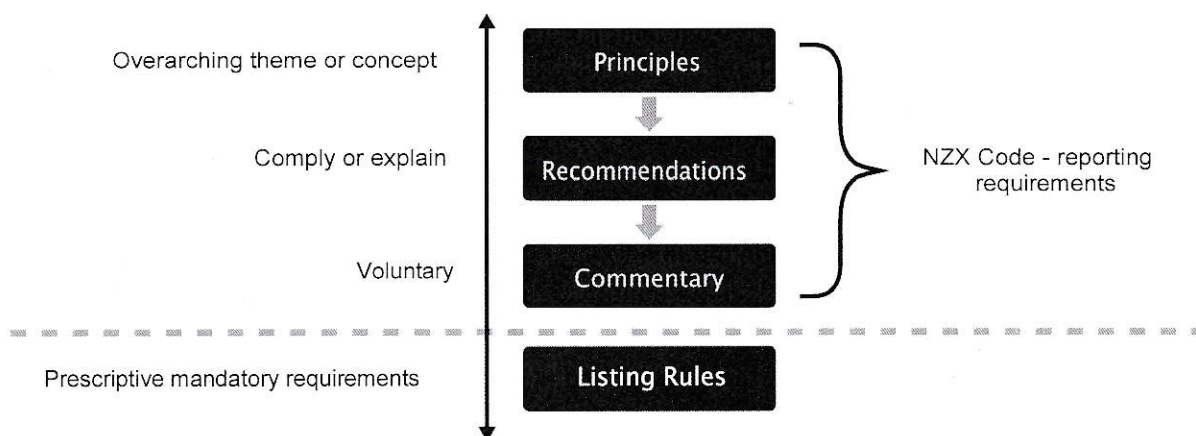 Overarching theme or concept
Principles
Comply or explain
Recommendations
NZX Code - reporting
requirements
Voluntary
Commentary
Prescriptive mandatory requirements
Listing Rules